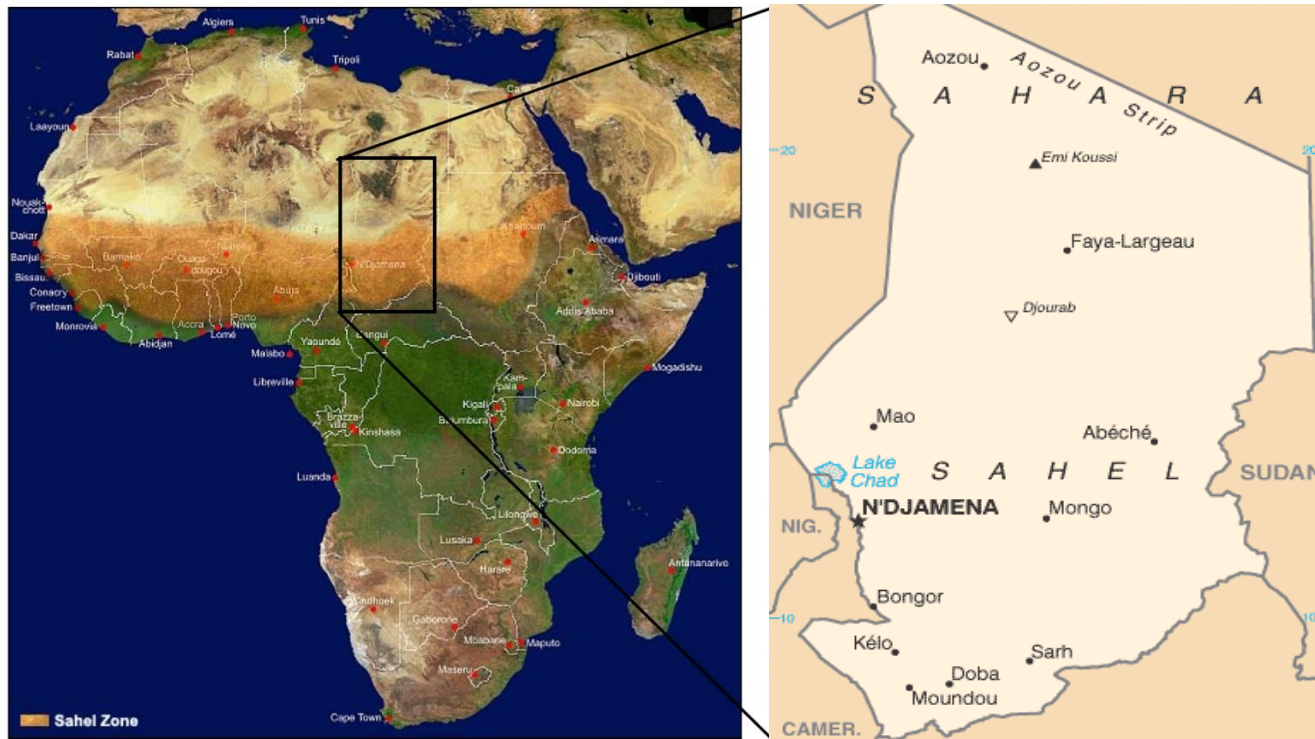 Algiers
Tunis
Rabat
Tripoli
Laayoun
Nouak-
chott
Dakar
Banjul
Bissau
Conacry
Freetown
Monrovia
Bamako
Ouaga
dougou
Niamey
Abuja
N'Djamena
Khartoum
Asmara
Djibouti
Addis Ababa
Abidjan
Accra
Lomé
Porto
Novo
Malabo
Yaoundé
Bangui
Libreville
Mogadishu
Kam-
pala
Kigali
Nairobi
Brazza-
ville
Kinshasa
Dodoma
Luanda
Lilongwe
Lusaka
Harare
Antananarivo
Windhoek
Gaborone
Mbabane
Maputo
Maseru
Cape Town
Sahel Zone
Aozou
Aozou Strip
SAHARA
20
20
Emi Koussi
NIGER
Faya-Largeau
Djourab
Mao
Abéché
Lake
Chad
SAHEL
SUDAN
N'DJAMENA
Mongo
NIG.
Bongor
10
10
Kélo
Sarh
Doba
Moundou
CAMER.